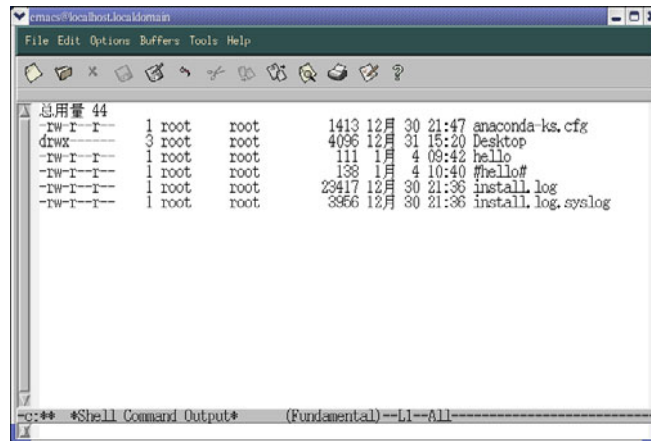 emacs@localhost.localdomain
File Edit Options Buffers Tools Help
总用量 44
-rw-r--r-- 1 root root 1413 12月 30 21:47 anaconda-ks.cfg
drwx------ 3 root root 4096 12月 31 15:20 Desktop
-rw-r--r-- 1 root root 111 1月 4 09:42 hello
-rw-r--r-- 1 root root 138 1月 4 10:40 #hello#
-rw-r--r-- 1 root root 23417 12月 30 21:36 install.log
-rw-r--r-- 1 root root 3956 12月 30 21:36 install.log.syslog
-c:** *Shell Command Output* (Fundamental)--L1--All--------------------------